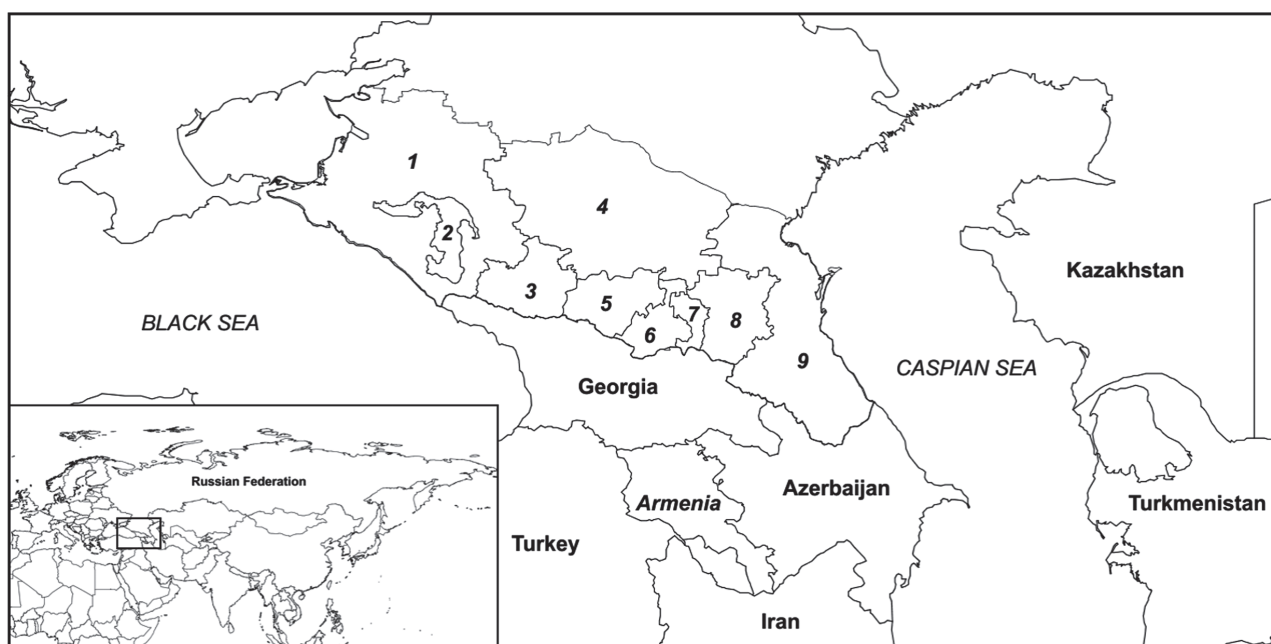 1
4
2
Kazakhstan
3
5
7
8
BLACK SEA
6
9
CASPIAN SEA
Georgia
Russian Federation
Azerbaijan
Armenia
Turkmenistan
Turkey
Iran